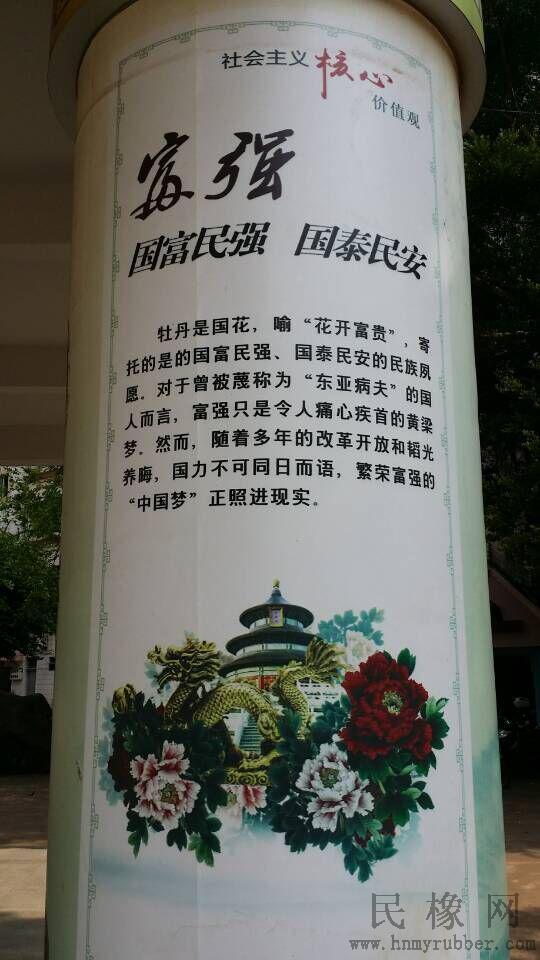 社会主义核心
价值观
富强
国富民强 国泰民安
牡丹是国花，喻“花开富贵”，寄
托的是的国富民强、国泰民安的民族夙
愿。对于曾被蔑称为“东亚病夫”的国
人而言，富强只是令人痛心疾首的黄梁
梦。然而，随着多年的改革开放和韬光
养晦，国力不可同日而语，繁荣富强的
“中国梦”正照进现实。
民橡网
www.hnmyrubber.com